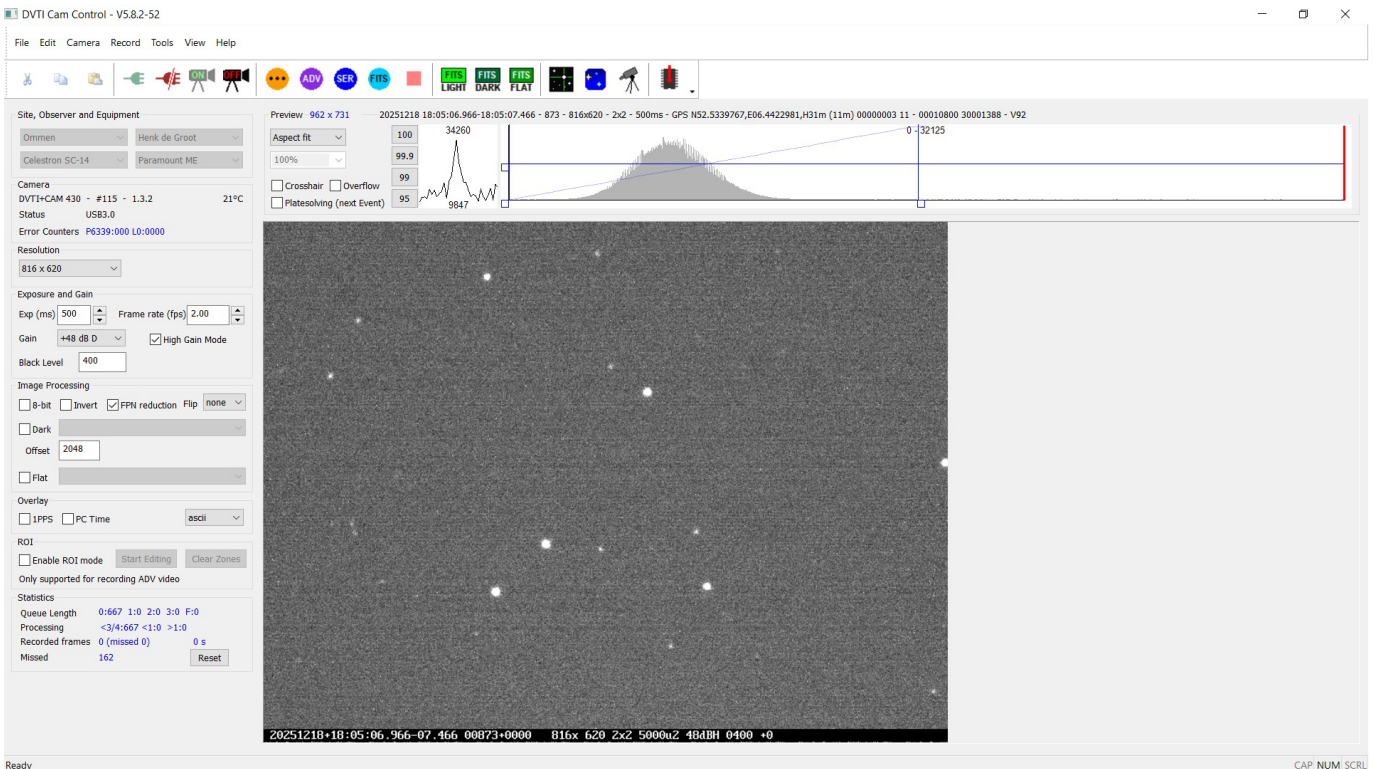 DVTI Cam Control - V5.8.2-52
File Edit Camera Record Tools View Help
ON OFF ADV SER FITS FITS LIGHT FITS DARK FITS FLAT
Site, Observer and Equipment
Ommen Henk de Groot
Celestron SC-14 Paramount ME
Camera
DVTI+CAM 430 - #115 - 1.3.2 21°C
Status USB3.0
Error Counters P6339:000 L0:0000
Resolution
816 x 620
Exposure and Gain
Exp (ms) 500 Frame rate (fps) 2.00
Gain +48 dB D High Gain Mode
Black Level 400
Image Processing
8-bit Invert FPN reduction Flip none
Dark
Offset 2048
Flat
Overlay
1PPS PC Time ascii
ROI
Enable ROI mode Start Editing Clear Zones
Only supported for recording ADV video
Statistics
Queue Length 0:667 1:0 2:0 3:0 F:0
Processing <3/4:667 <1:0 >1:0
Recorded frames 0 (missed 0) 0 s
Missed 162 Reset
Preview 962 x 731 20251218 18:05:06.966-18:05:07.466 - 873 - 816x620 - 2x2 - 500ms - GPS N52.5339767,E06.4422981,H31m (11m) 00000003 11 - 00010800 30001388 - V92
Aspect fit 100 34260 0 - 32125
100% 99.9
Crosshair Overflow 99
Platesolving (next Event) 95 9847
20251218+18:05:06.966-07.466 00873+0000 816x 620 2x2 5000u2 48dBH 0400 +0
Ready CAP NUM SCRL